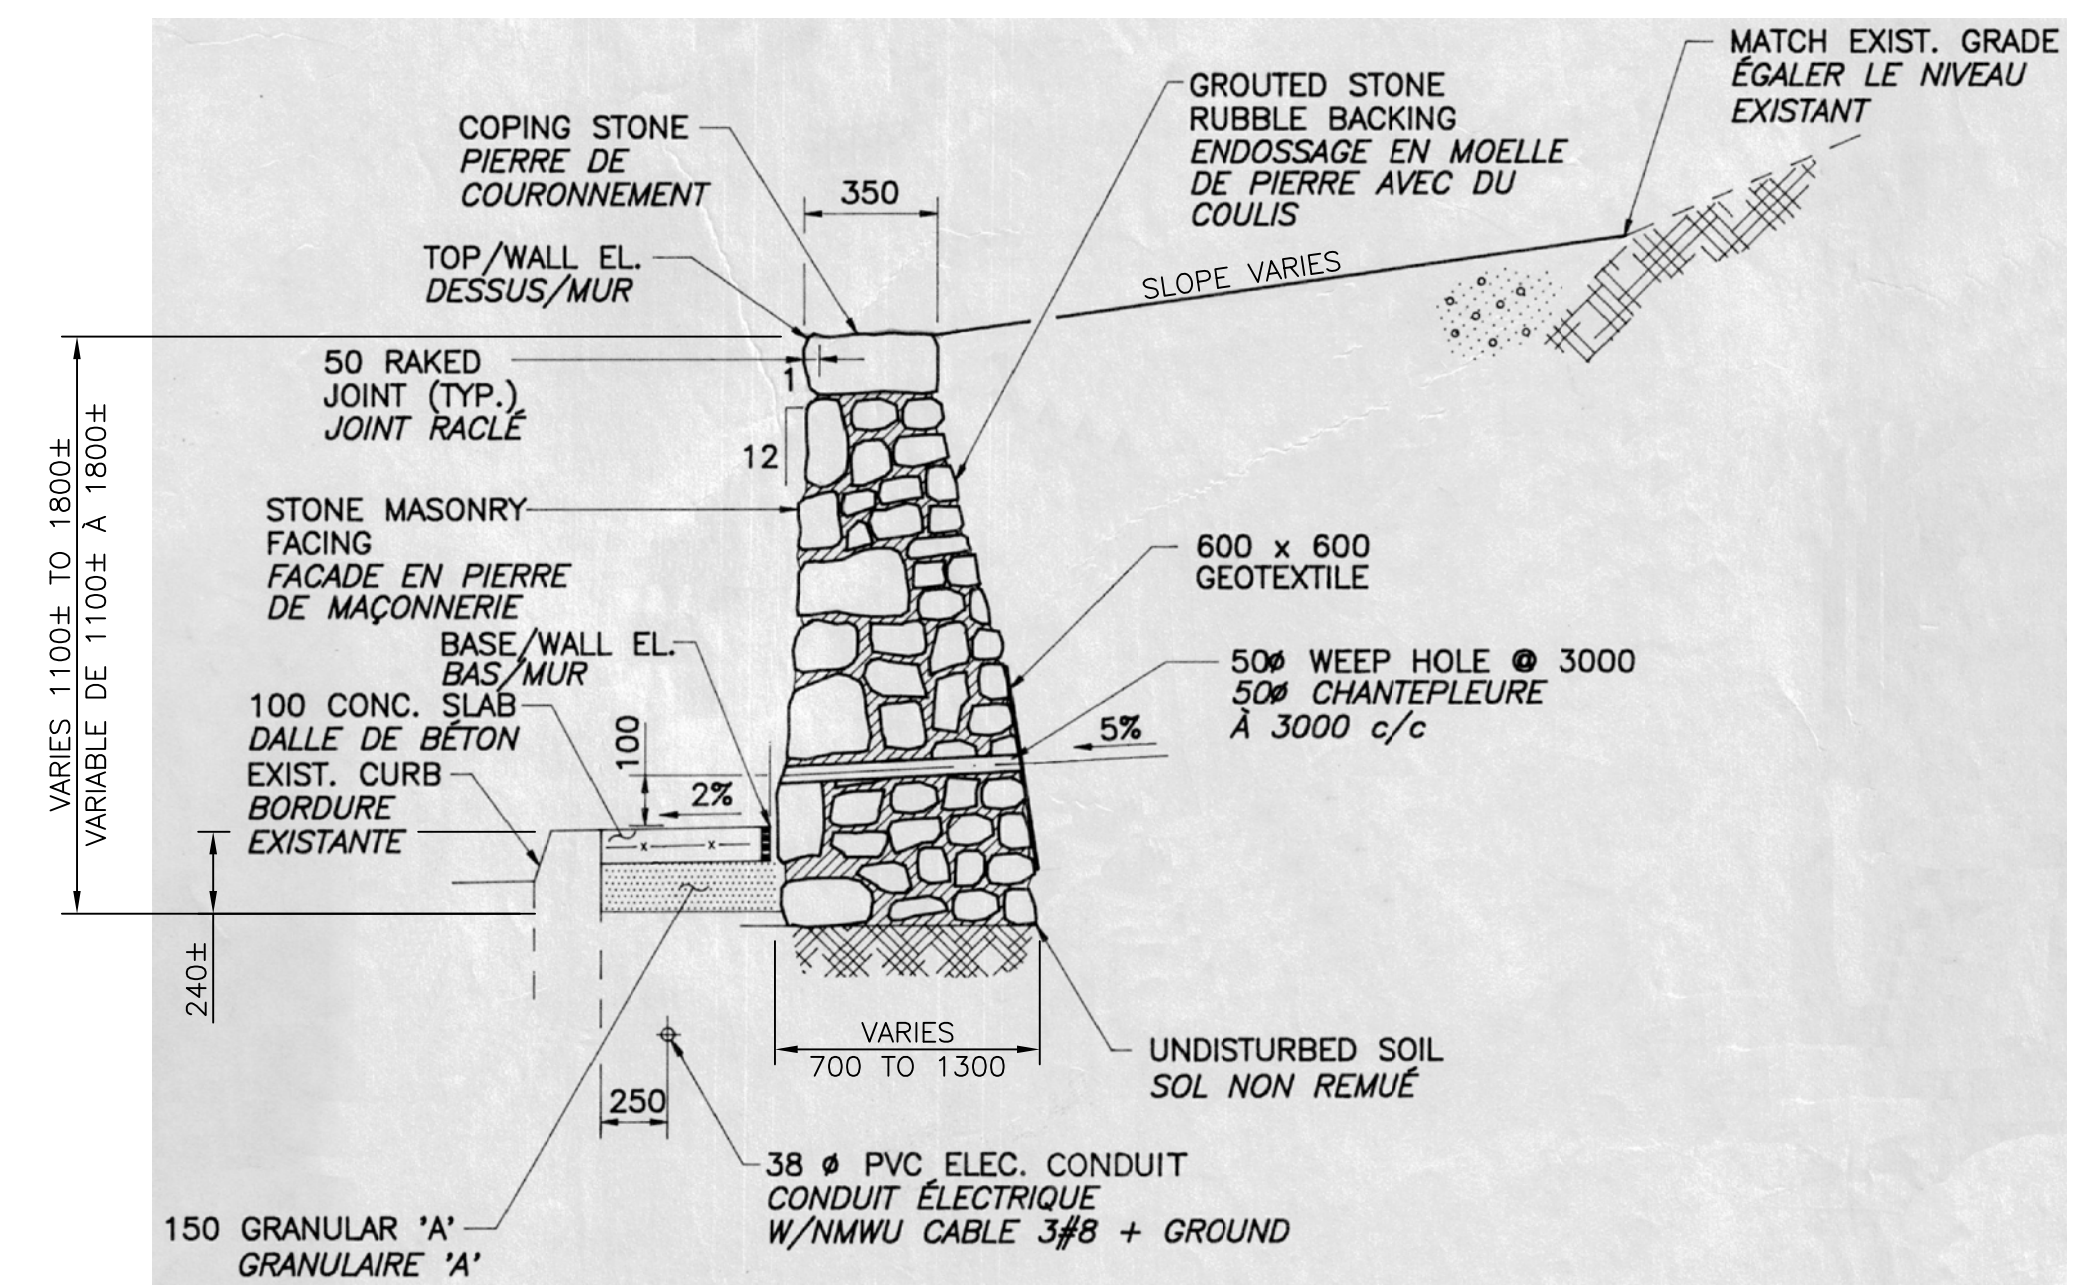 MATCH EXIST. GRADE
ÉGALER LE NIVEAU
EXISTANT
GROUTED STONE
RUBBLE BACKING
ENDOSSAGE EN MOELLE
DE PIERRE AVEC DU
COULIS
COPING STONE
PIERRE DE
COURONNEMENT
350
TOP/WALL EL.
DESSUS/MUR
SLOPE VARIES
50 RAKED
JOINT (TYP.)
JOINT RACLÉ
1
12
VARIES 1100± TO 1800±
VARIABLE DE 1100± À 1800±
STONE MASONRY
FACING
FACADE EN PIERRE
DE MAÇONNERIE
600 x 600
GEOTEXTILE
BASE/WALL EL.
BAS/MUR
50ø WEEP HOLE @ 3000
50ø CHANTEPLEURE
À 3000 c/c
5%
100 CONC. SLAB
DALLE DE BÉTON
100
2%
EXIST. CURB
BORDURE
EXISTANTE
x x
240±
VARIES
700 TO 1300
UNDISTURBED SOIL
SOL NON REMUÉ
250
38 ø PVC ELEC. CONDUIT
CONDUIT ÉLECTRIQUE
W/NMWU CABLE 3#8 + GROUND
150 GRANULAR 'A'
GRANULAIRE 'A'